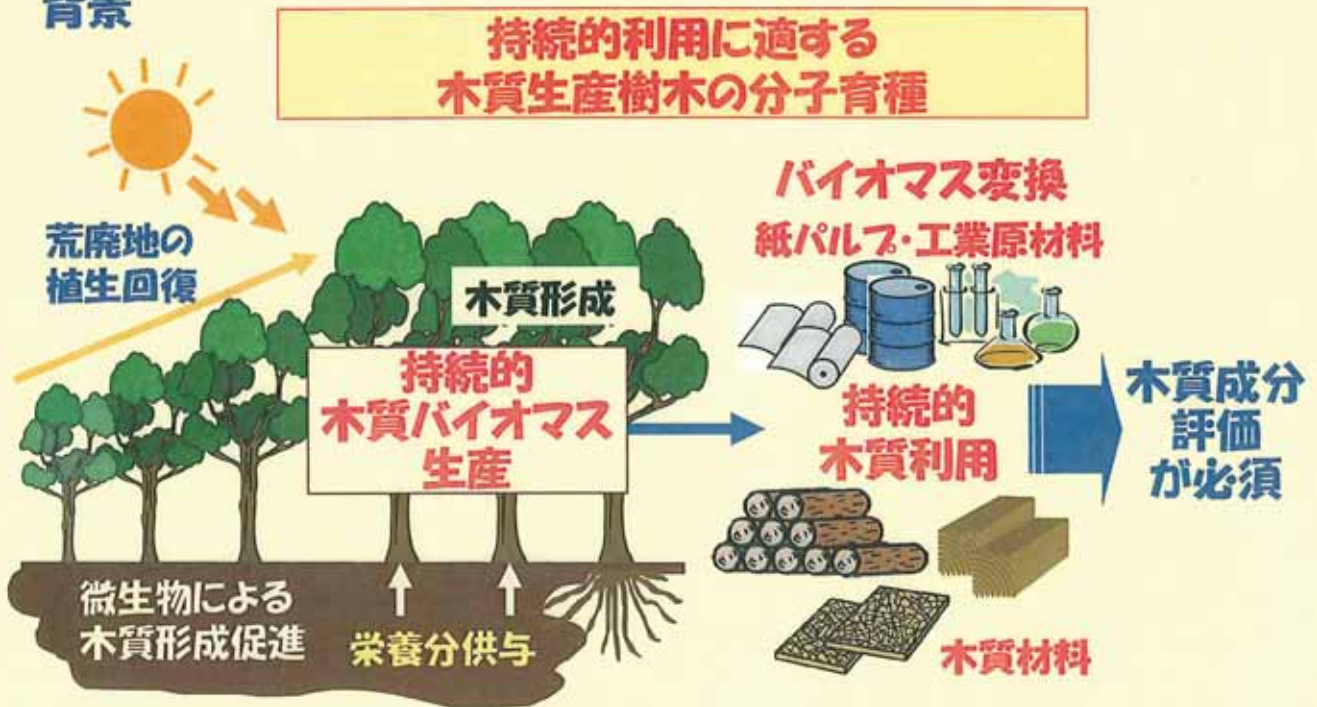 背景
持続的利用に適する
木質生産樹木の分子育種
荒廃地の
植生回復
木質形成
持続的
木質バイオマス
生産
微生物による
木質形成促進
栄養分供与
バイオマス変換
紙パルプ・工業原材料
持続的
木質利用
木質材料
木質成分
評価
が必須